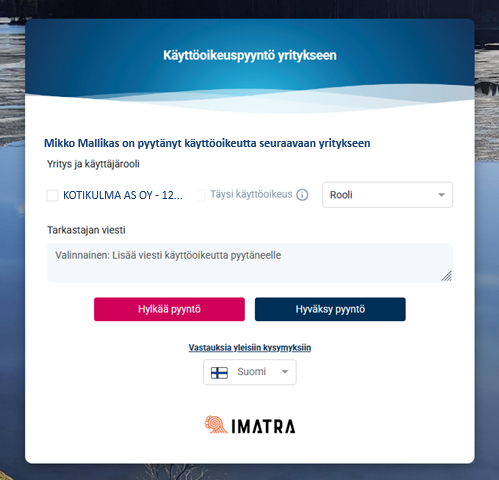 Käyttöoikeuspyyntö yritykseen
Mikko Mallikas on pyytänyt käyttöoikeutta seuraavaan yritykseen
Yritys ja käyttäjärooli
KOTIKULMA AS OY - 12... Täysi käyttöoikeus Rooli
Tarkastajan viesti
Valinnainen: Lisää viesti käyttöoikeutta pyytäneelle
Hylkää pyyntö Hyväksy pyyntö
Vastauksia yleisiin kysymyksiin
Suomi
IMATRA